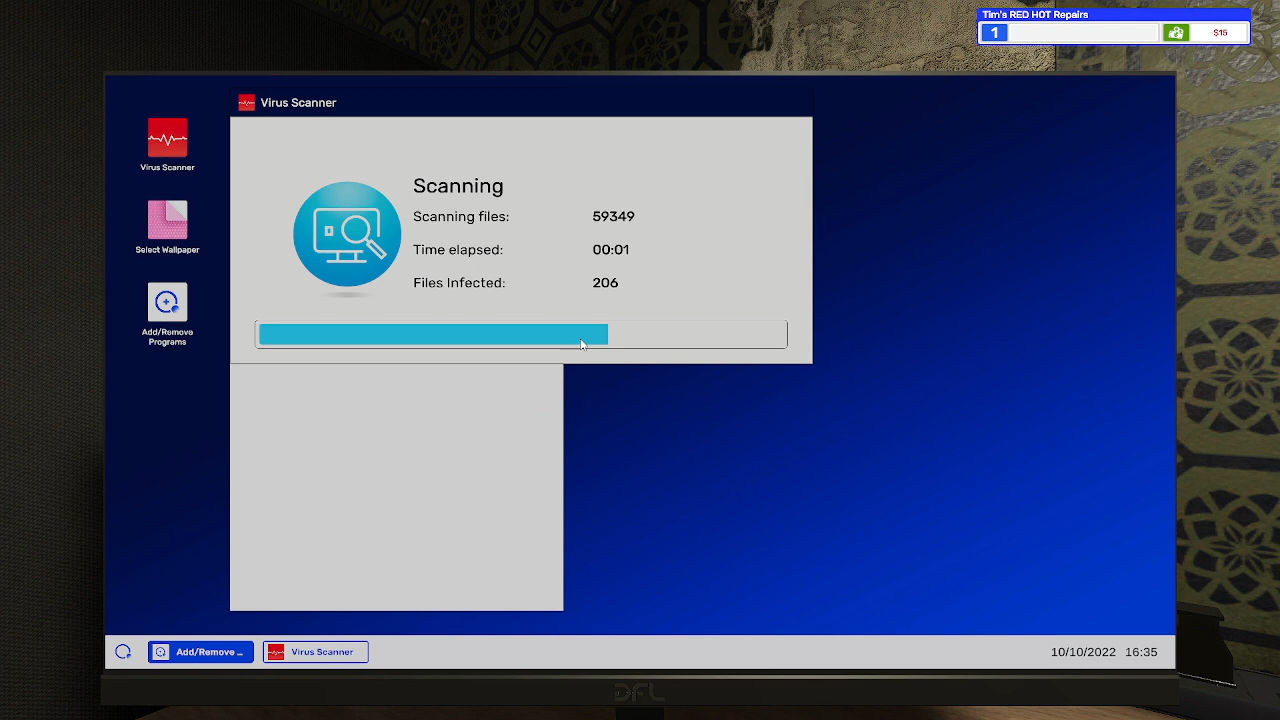 Tim's RED HOT Repairs
1
-$15
Virus Scanner
Virus Scanner
Select Wallpaper
Add/Remove
Programs
Scanning
Scanning files: 59349
Time elapsed: 00:01
Files Infected: 206
Add/Remove ...
Virus Scanner
10/10/2022 16:35
DFL